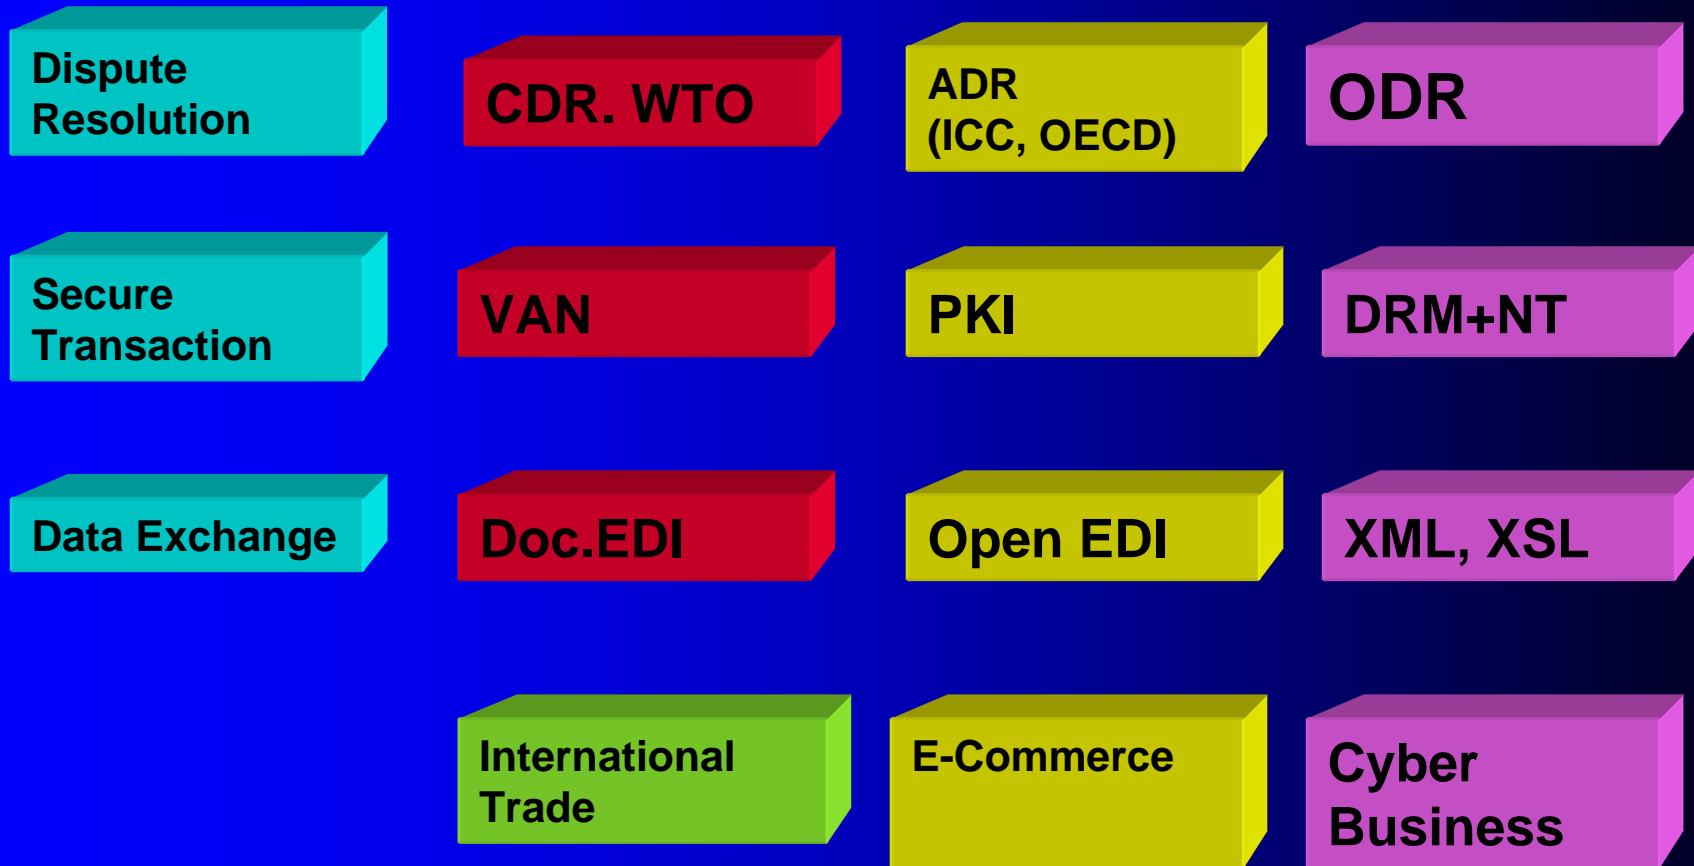 Dispute
Resolution
CDR. WTO
ADR
(ICC, OECD)
ODR
Secure
Transaction
VAN
PKI
DRM+NT
Data Exchange
Doc.EDI
Open EDI
XML, XSL
International
Trade
E-Commerce
Cyber
Business